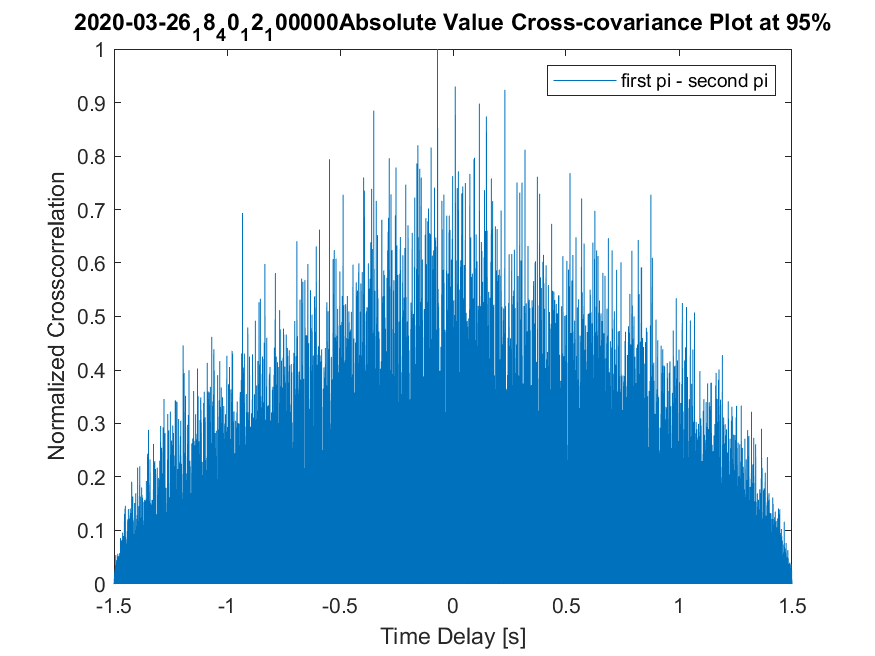 2020-03-26₁8₄0₁2₁00000Absolute Value Cross-covariance Plot at 95%
first pi - second pi
Normalized Crosscorrelation
1
0.9
0.8
0.7
0.6
0.5
0.4
0.3
0.2
0.1
0
-1.5 -1 -0.5 0 0.5 1 1.5
Time Delay [s]